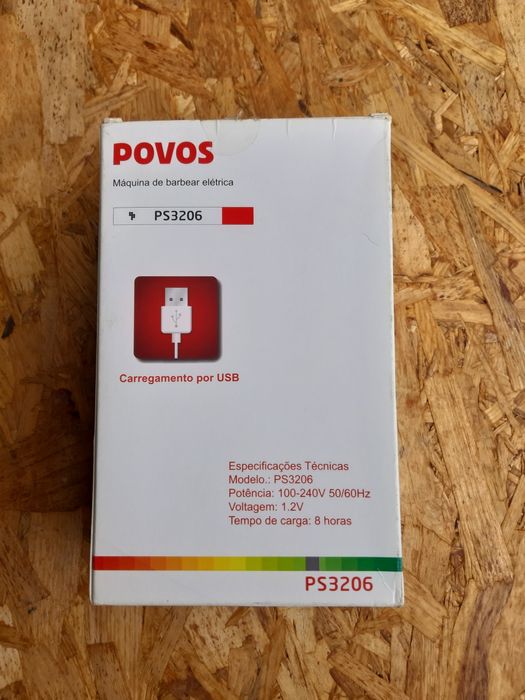 POVOS
Máquina de barbear elétrica
PS3206
Carregamento por USB
Especificações Técnicas
Modelo.: PS3206
Potência: 100-240V 50/60Hz
Voltagem: 1.2V
Tempo de carga: 8 horas
PS3206